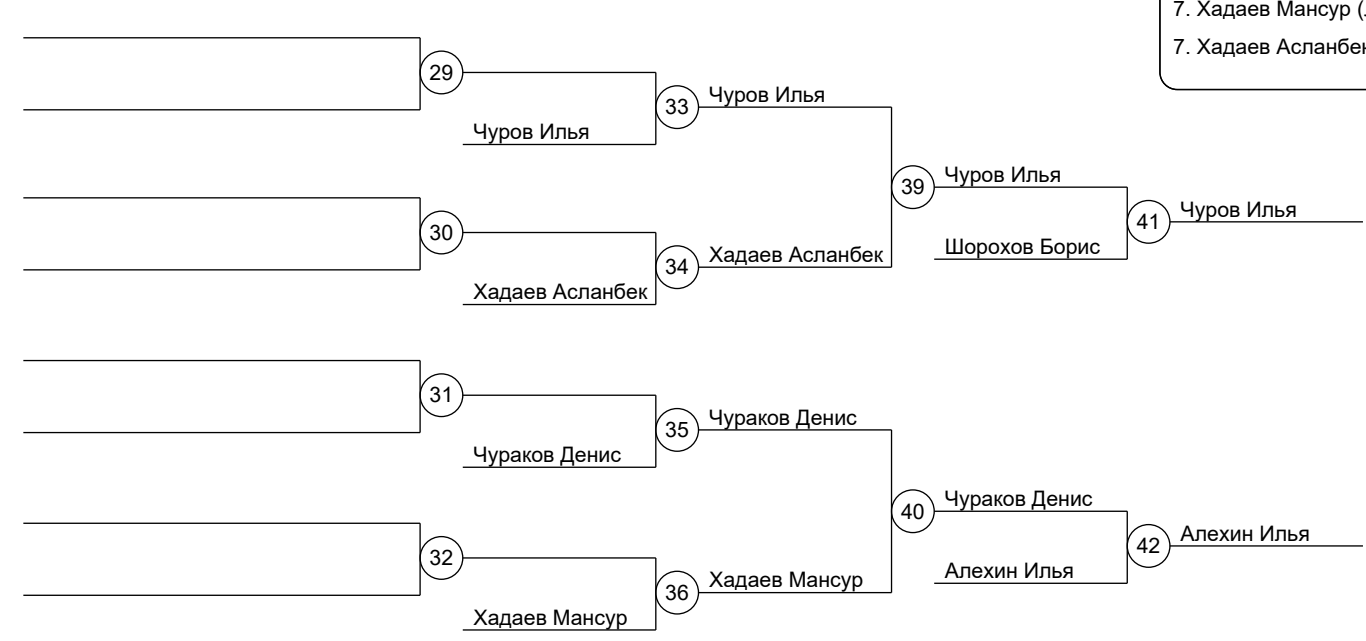 7. Хадаев Мансур (
7. Хадаев Асланбек
29
33
Чуров Илья
Чуров Илья
39
Чуров Илья
41
Чуров Илья
Шорохов Борис
30
34
Хадаев Асланбек
Хадаев Асланбек
31
35
Чураков Денис
Чураков Денис
40
Чураков Денис
42
Алехин Илья
Алехин Илья
32
36
Хадаев Мансур
Хадаев Мансур